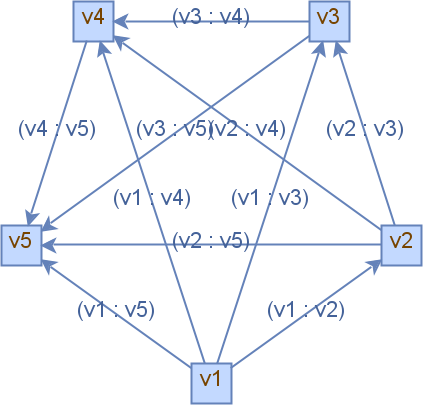 v4
v3
(v3 : v4)
(v4 : v5)
(v3 : v5)
(v2 : v4)
(v2 : v3)
(v1 : v4)
(v1 : v3)
v5
(v2 : v5)
v2
(v1 : v5)
(v1 : v2)
v1